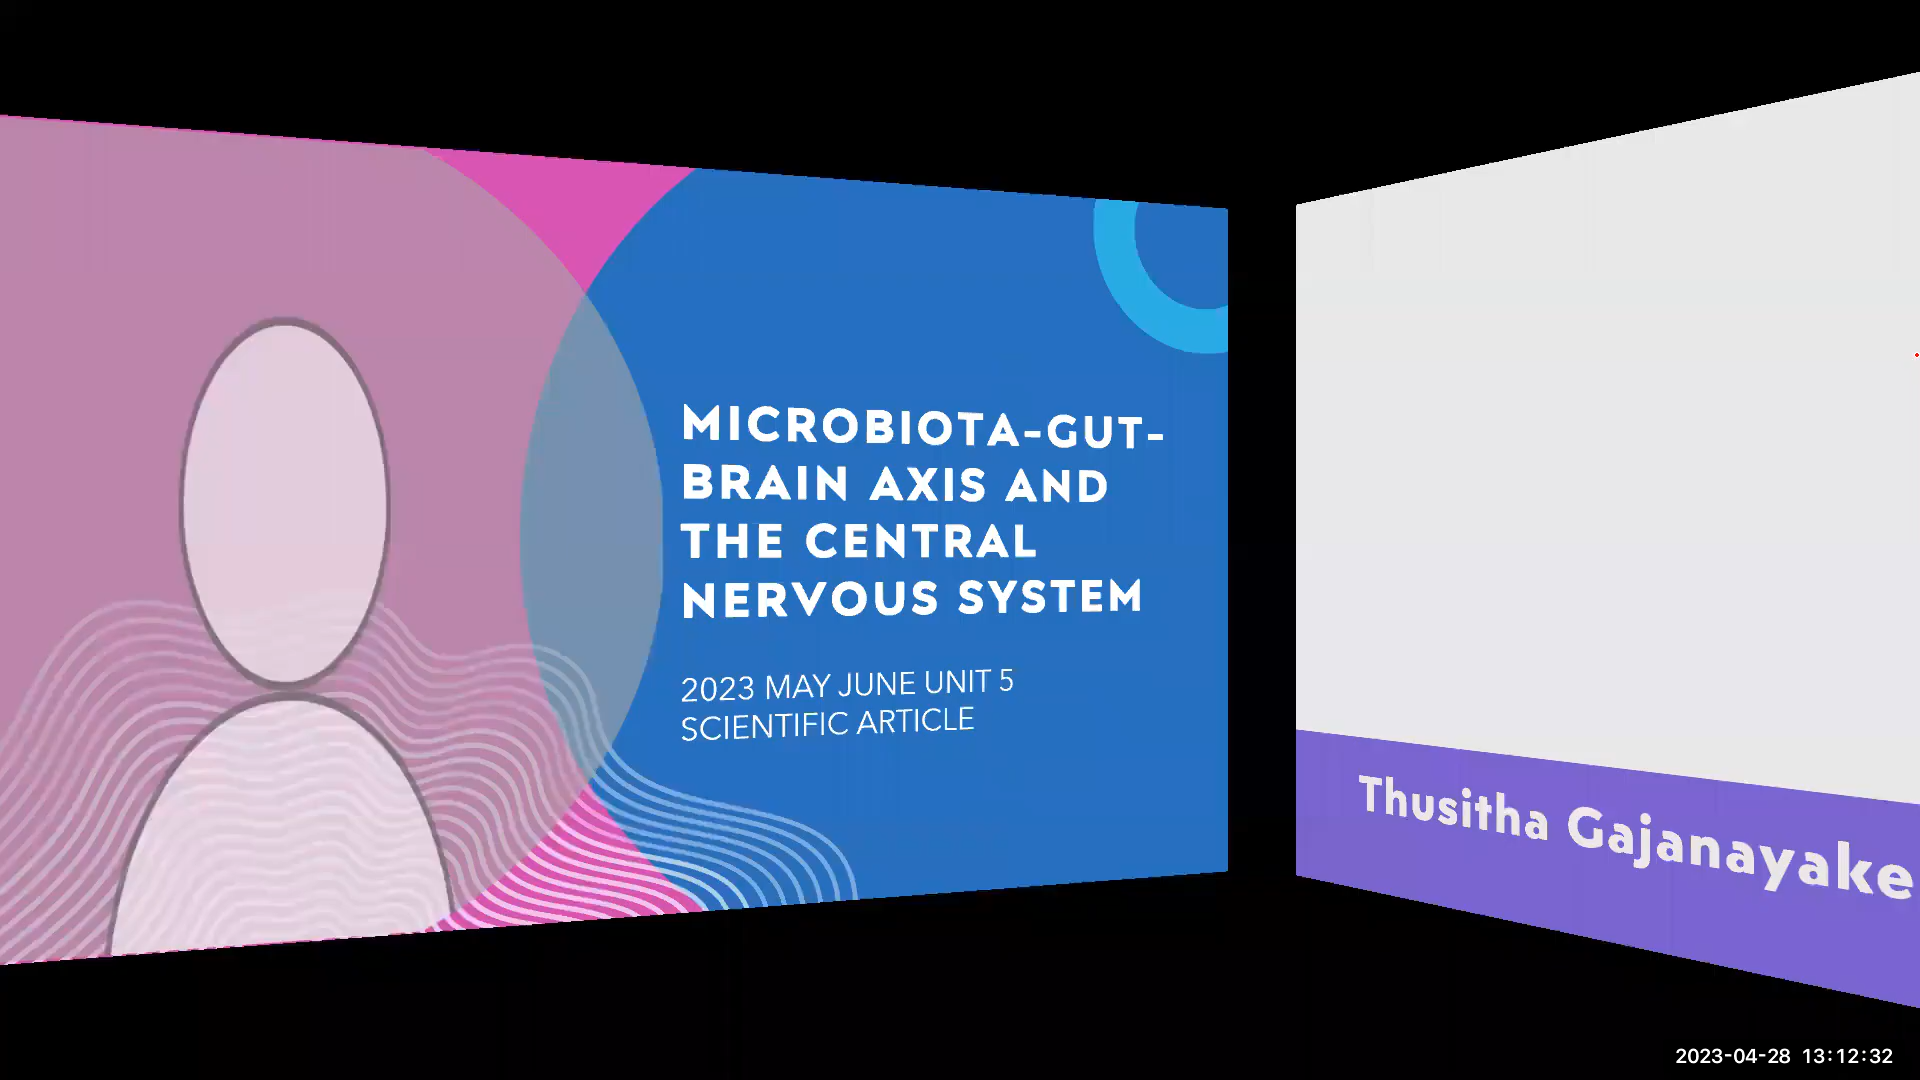 MICROBIOTA-GUT-
BRAIN AXIS AND
THE CENTRAL
NERVOUS SYSTEM
2023 MAY JUNE UNIT 5
SCIENTIFIC ARTICLE
Thusitha Gajanayake
2023-04-28 13:12:32